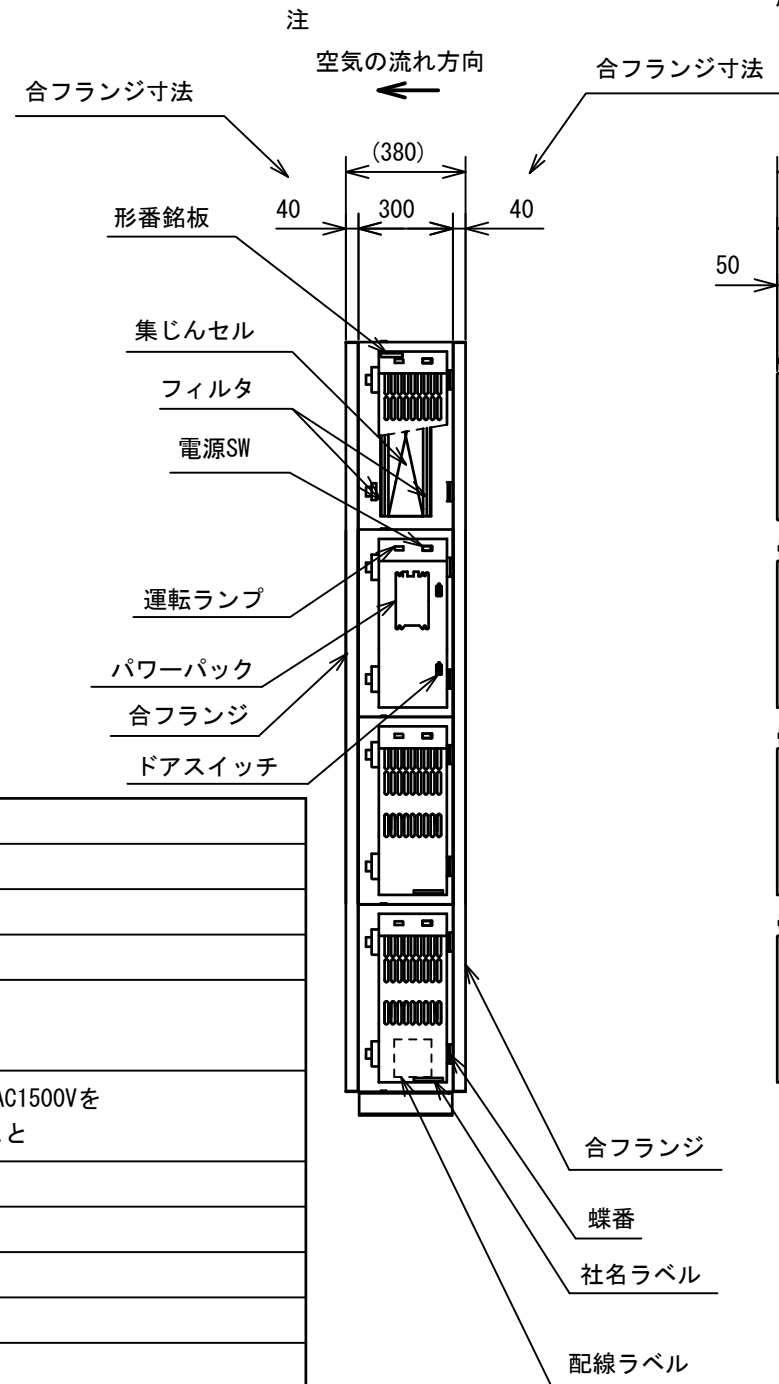 注
空気の流れ方向
合フランジ寸法
合フランジ寸法
(380)
40
300
40
形番銘板
50
集じんセル
フィルタ
電源SW
運転ランプ
パワーパック
合フランジ
ドアスイッチ
AC1500Vを
と
合フランジ
蝶番
社名ラベル
配線ラベル